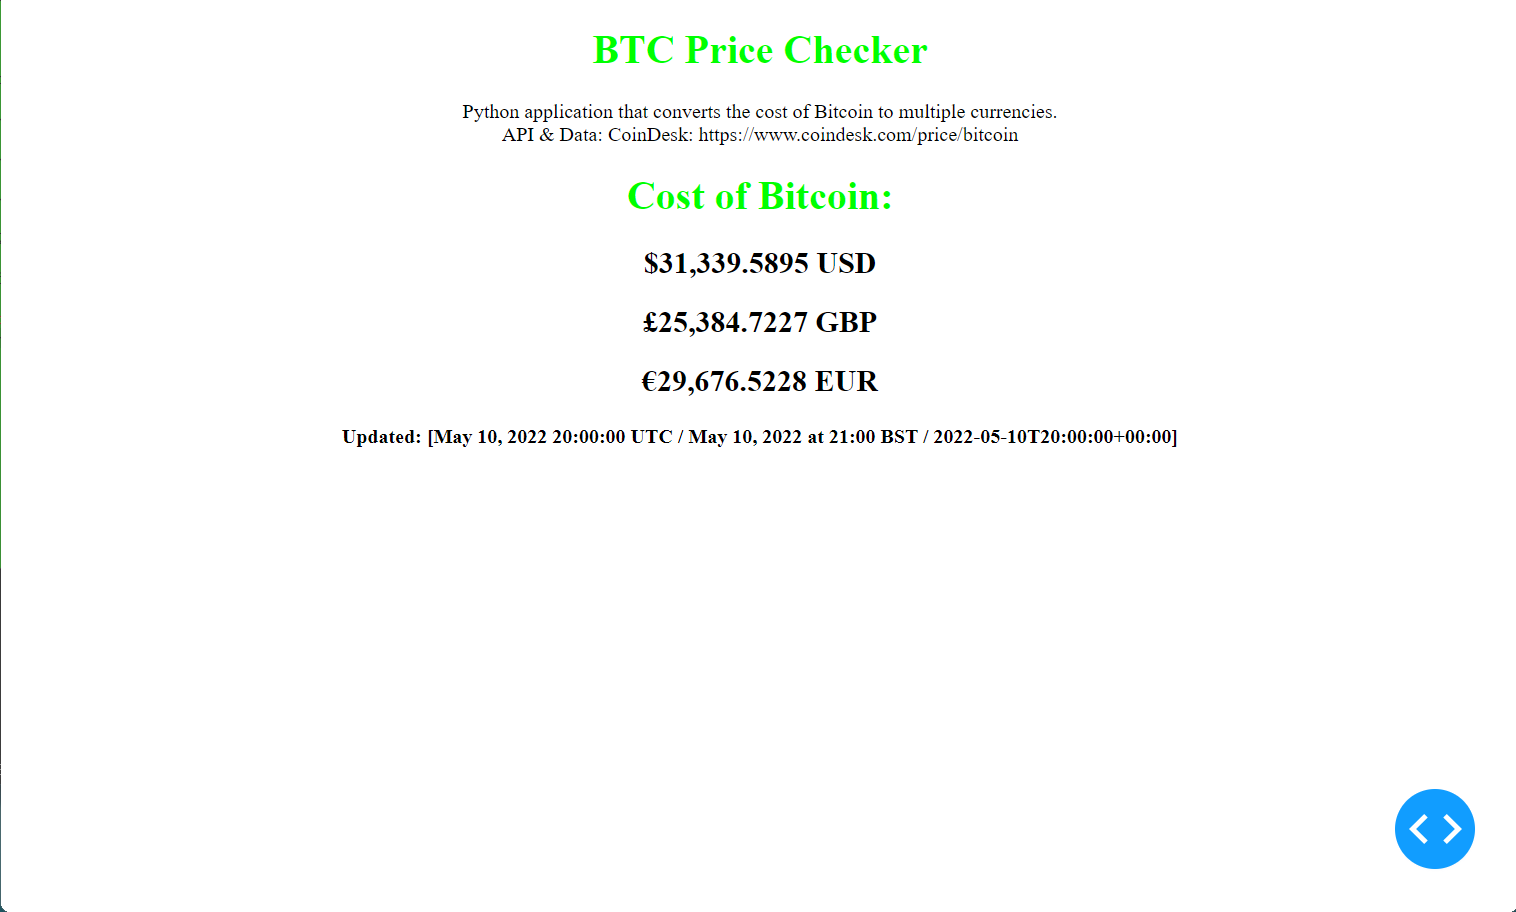 BTC Price Checker
Python application that converts the cost of Bitcoin to multiple currencies.
API & Data: CoinDesk: https://www.coindesk.com/price/bitcoin
Cost of Bitcoin:
$31,339.5895 USD
£25,384.7227 GBP
€29,676.5228 EUR
Updated: [May 10, 2022 20:00:00 UTC / May 10, 2022 at 21:00 BST / 2022-05-10T20:00:00+00:00]